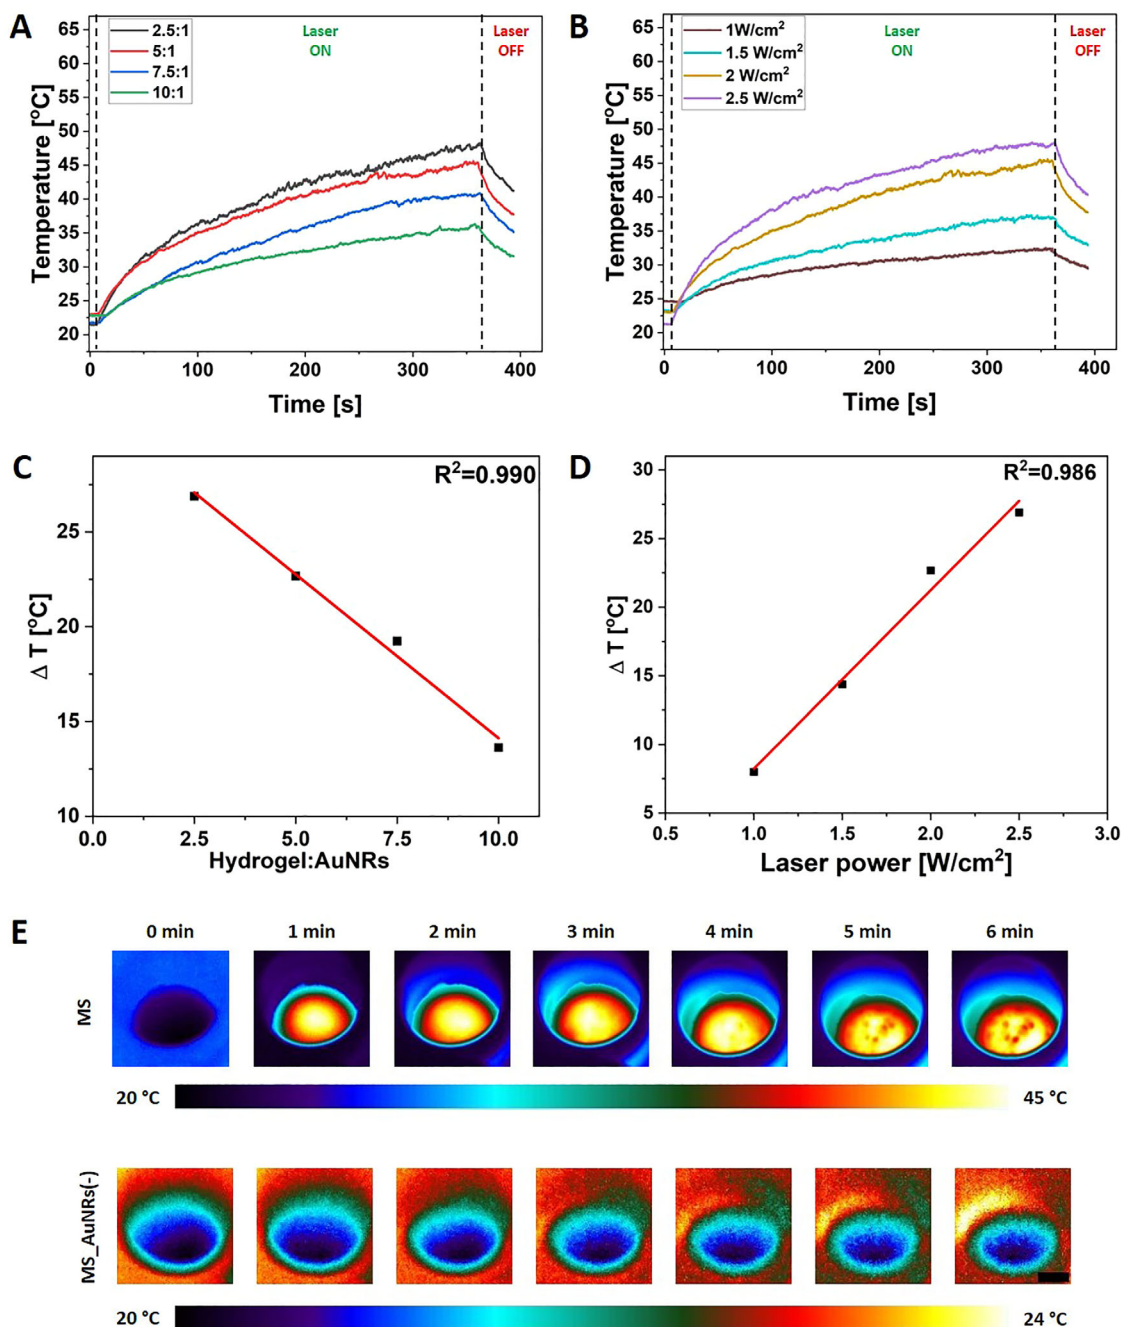 A
2.5:1
5:1
7.5:1
10:1
Laser
ON
Laser
OFF
65
60
55
50
45
40
35
30
25
20
Temperature [°C]
0
100
200
300
400
Time [s]
B
1W/cm²
1.5 W/cm²
2 W/cm²
2.5 W/cm²
Laser
ON
Laser
OFF
65
60
55
50
45
40
35
30
25
20
Temperature [°C]
0
100
200
300
400
Time [s]
C
R²=0.990
25
20
15
10
Δ T [°C]
0.0
2.5
5.0
7.5
10.0
Hydrogel:AuNRs
D
R²=0.986
30
25
20
15
10
5
Δ T [°C]
0.5
1.0
1.5
2.0
2.5
3.0
Laser power [W/cm²]
E
0 min
1 min
2 min
3 min
4 min
5 min
6 min
MS
20 °C
45 °C
MS_AuNRs(-)
20 °C
24 °C